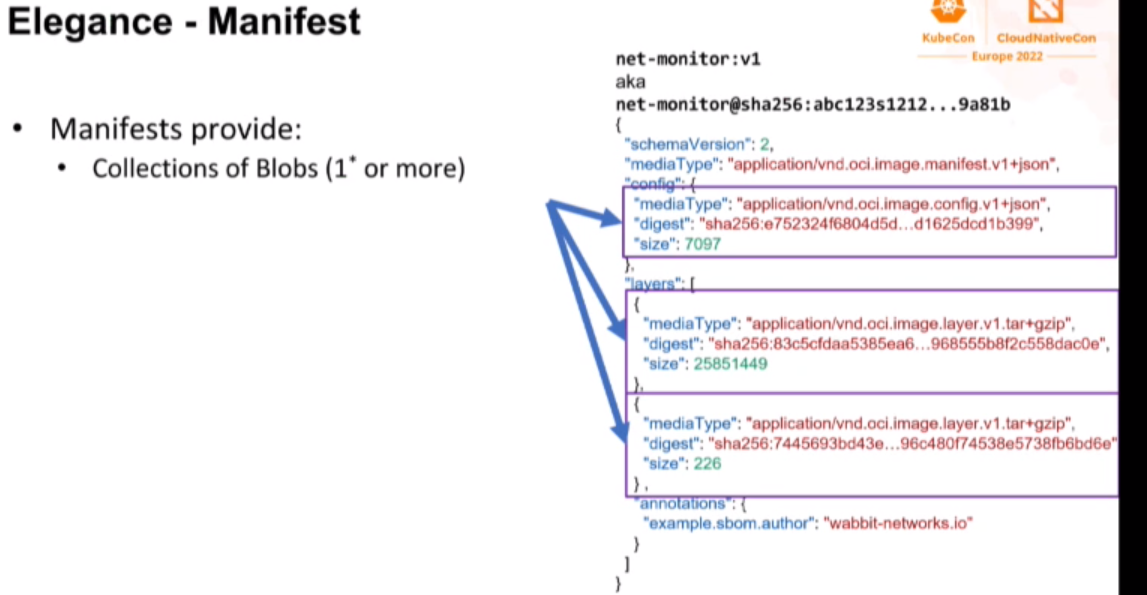 Elegance - Manifest
KubeCon
CloudNativeCon
Europe 2022
• Manifests provide:
• Collections of Blobs (1* or more)
net-monitor:v1
aka
net-monitor@sha256:abc123s1212...9a81b
{
"schemaVersion": 2,
"mediaType": "application/vnd.oci.image.manifest.v1+json",
"config": {
"mediaType": "application/vnd.oci.image.config.v1+json",
"digest": "sha256:e752324f6804d5d...d1625dcd1b399",
"size": 7097
},
"layers": [
{
"mediaType": "application/vnd.oci.image.layer.v1.tar+gzip",
"digest": "sha256:83c5cfdaa5385ea6...968555b8f2c558dac0e",
"size": 25851449
},
{
"mediaType": "application/vnd.oci.image.layer.v1.tar+gzip",
"digest": "sha256:7445693bd43e...96c480f74538e5738fb6bd6e"
"size": 226
},
"annotations": {
"example.sbom.author": "wabbit-networks.io"
}
]
}